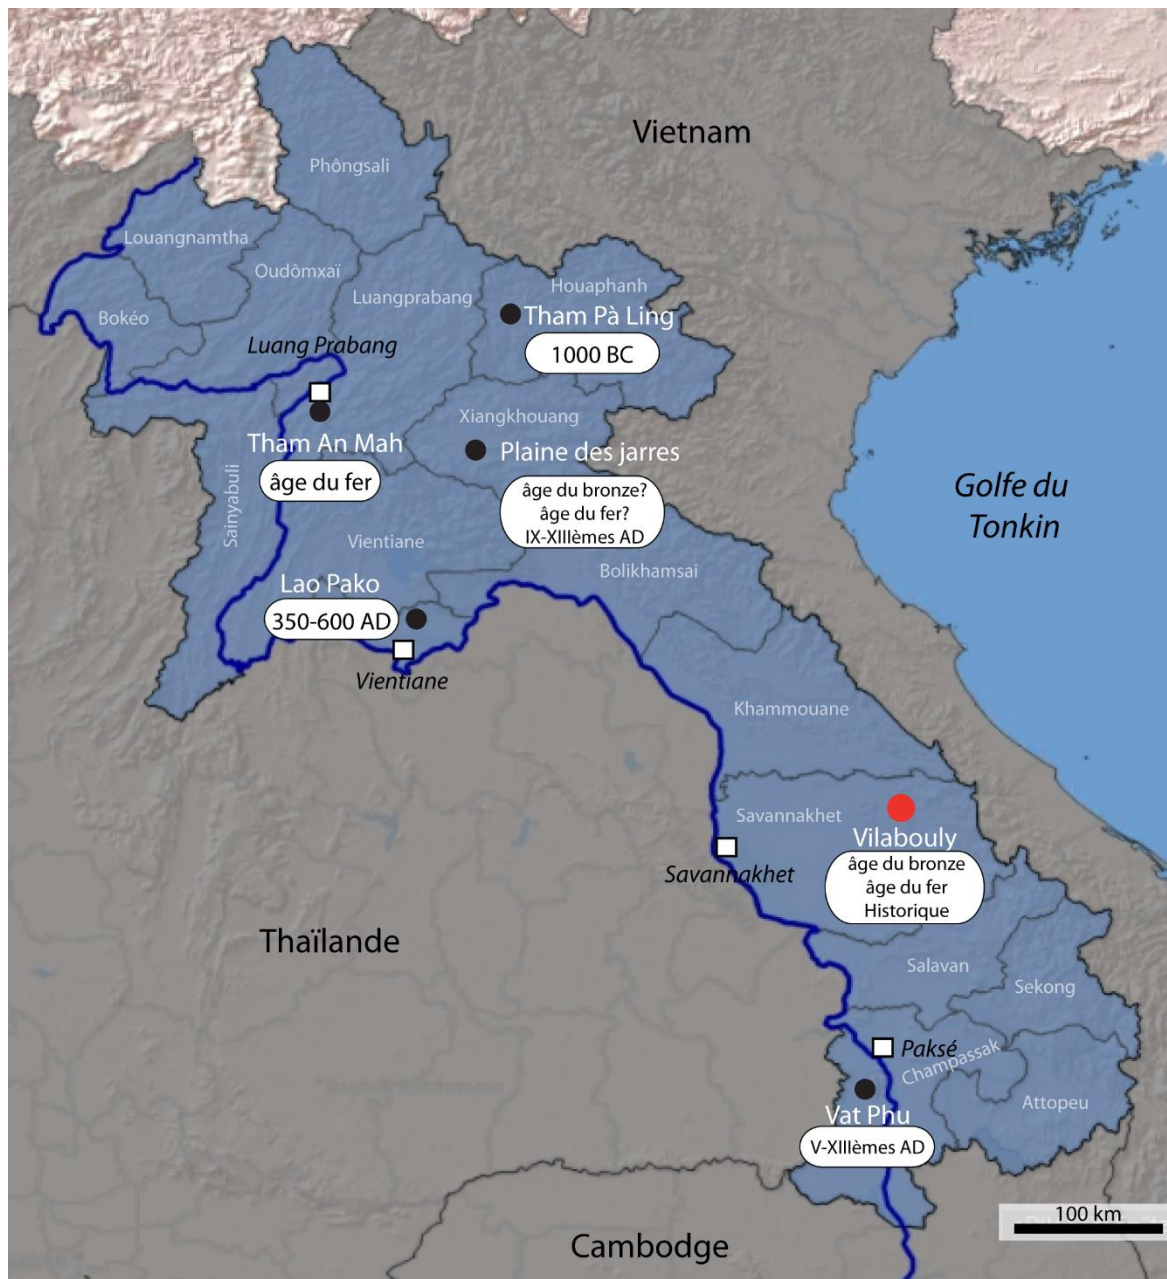 Vietnam
Phôngsali
Louangnamtha
Oudômxaï
Houaphanh
Luangprabang
Bokéo
Tham Pà Ling
1000 BC
Luang Prabang
Xiangkhouang
Tham An Mah
âge du fer
Plaine des jarres
âge du bronze?
âge du fer?
IX-XIIIèmes AD
Golfe du
Tonkin
Sainyabuli
Vientiane
Bolikhamsai
Lao Pako
350-600 AD
Vientiane
Khammouane
Savannakhet
Vilabouly
âge du bronze
âge du fer
Historique
Savannakhet
Thaïlande
Salavan
Sekong
Paksé
Champassak
Attopeu
Vat Phu
V-XIIIèmes AD
100 km
Cambodge